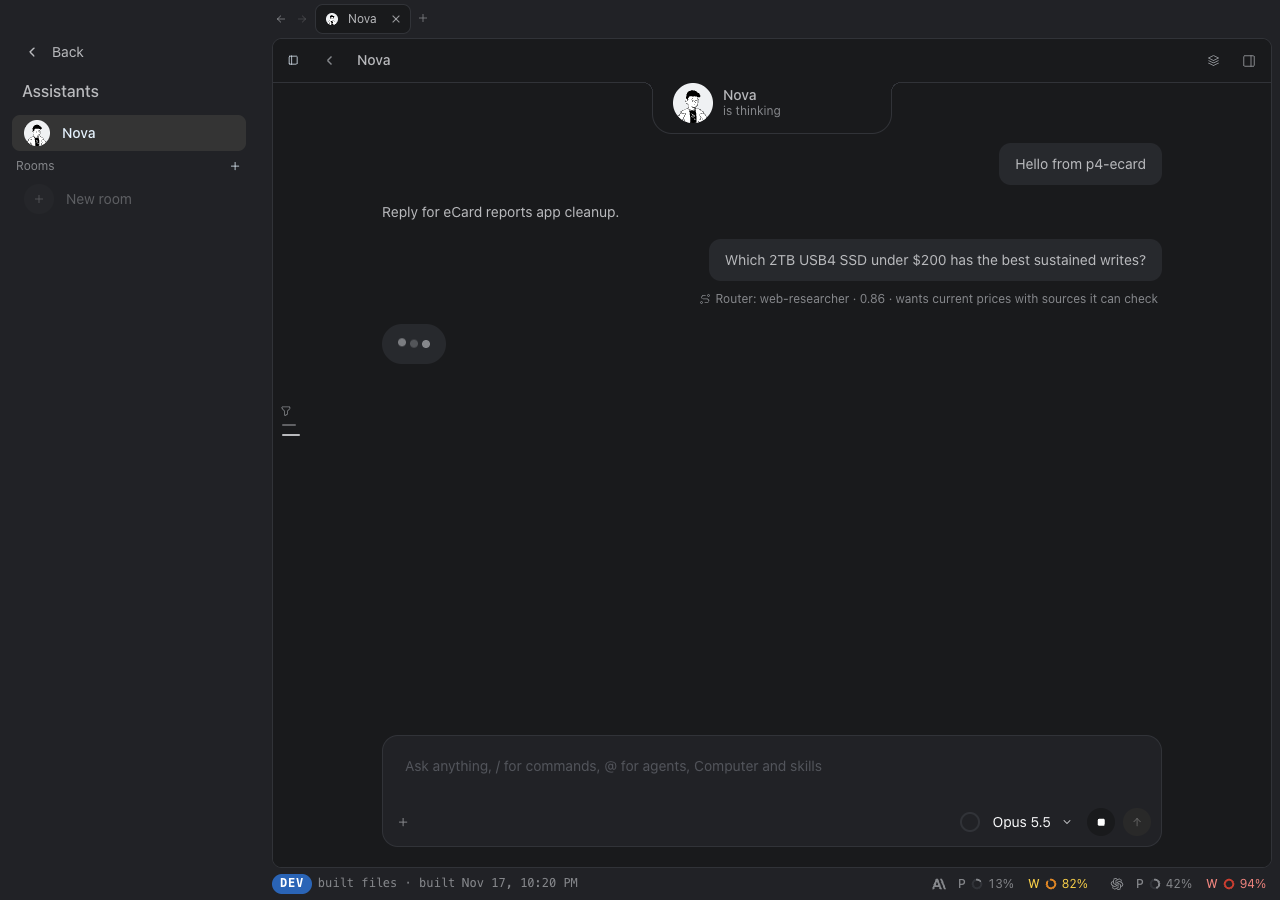 Nova
Back
Nova
Assistants
Nova
is thinking
Nova
Rooms
New room
Hello from p4-ecard
Reply for eCard reports app cleanup.
Which 2TB USB4 SSD under $200 has the best sustained writes?
Router: web-researcher · 0.86 · wants current prices with sources it can check
Ask anything, / for commands, @ for agents, Computer and skills
Opus 5.5
DEV built files · built Nov 17, 10:20 PM
P 13% W 82% P 42% W 94%